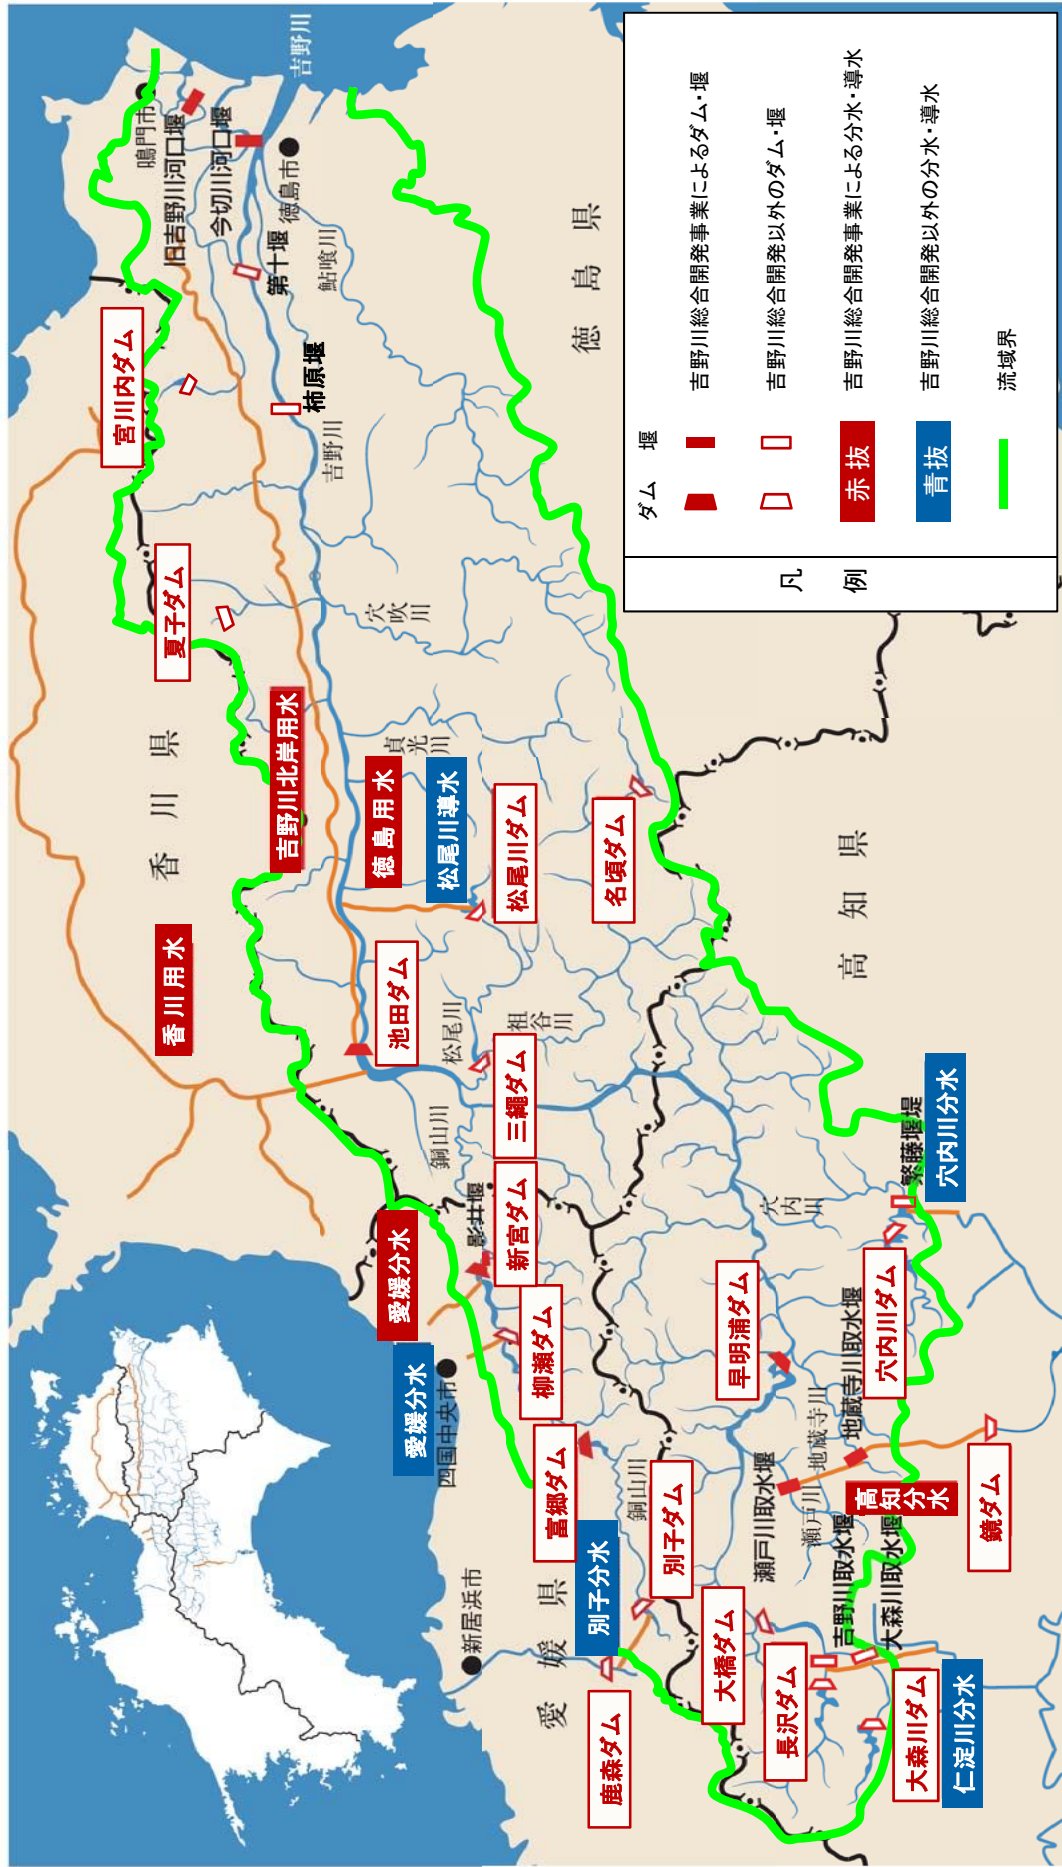 吉野川
鳴門市
旧吉野川河口堰
今切川河口堰
徳島市
第十堰
鮎喰川
宮川内ダム
柿原堰
吉野川
徳島県
夏子ダム
穴吹川
香川県
吉野川北岸用水
貞光川
徳島用水
松尾川導水
松尾川ダム
名頃ダム
高知県
香川用水
池田ダム
松尾川
祖谷川
三縄ダム
銅山川
影井堰
新宮ダム
穴内川
繁藤堰堤
穴内川分水
愛媛分水
愛媛分水
四国中央市
柳瀬ダム
早明浦ダム
穴内川ダム
地蔵寺川取水堰
地蔵寺川
富郷ダム
銅山川
別子ダム
瀬戸川取水堰
瀬戸川
高知分水
鏡ダム
新居浜市
愛媛県
別子分水
大橋ダム
吉野川取水堰
大森川取水堰
鹿森ダム
長沢ダム
大森川ダム
仁淀川分水
凡例
ダム 堰
吉野川総合開発事業によるダム・堰
吉野川総合開発以外のダム・堰
赤抜 吉野川総合開発事業による分水・導水
青抜 吉野川総合開発以外の分水・導水
流域界